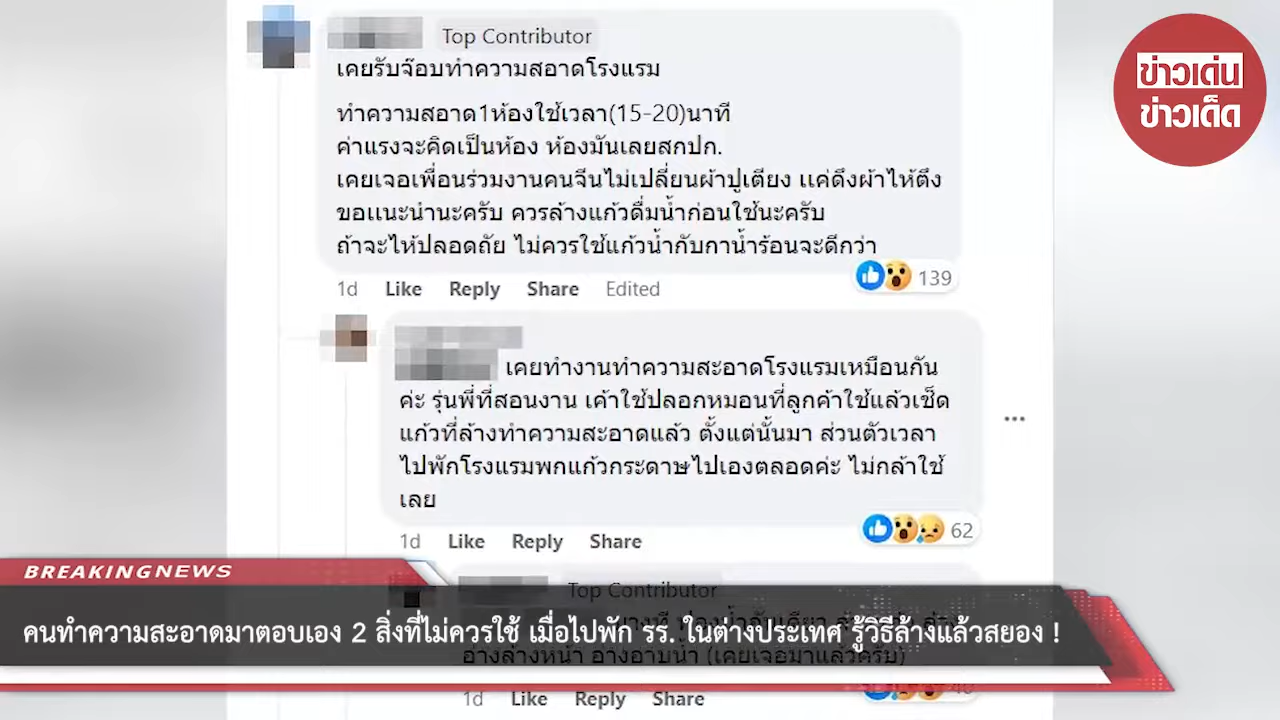 ข่าวเด่น
ข่าวเด็ด
Top Contributor
เคยรับจ๊อบทำความสอาดโรงแรม
ทำความสอาด1ห้องใช้เวลา(15-20)นาที
ค่าแรงจะคิดเป็นห้อง ห้องมันเลยสกปก.
เคยเจอเพื่อนร่วมงานคนจีนไม่เปลี่ยนผ้าปูเตียง แค่ดึงผ้าไห้ตึง
ขอแนะนำนะครับ ควรล้างแก้วดื่มน้ำก่อนใช้นะครับ
ถ้าจะไห้ปลอดถัย ไม่ควรใช้แก้วน้ำกับกาน้ำร้อนจะดีกว่า
1d Like Reply Share Edited 139
เคยทำงานทำความสะอาดโรงแรมเหมือนกัน
ค่ะ รุ่นพี่ที่สอนงาน เค้าใช้ปลอกหมอนที่ลูกค้าใช้แล้วเช็ด
แก้วที่ล้างทำความสะอาดแล้ว ตั้งแต่นั้นมา ส่วนตัวเวลา
ไปพักโรงแรมพกแก้วกระดาษไปเองตลอดค่ะ ไม่กล้าใช้
เลย
1d Like Reply Share 62
BREAKINGNEWS
Top Contributor
คนทำความสะอาดมาตอบเอง 2 สิ่งที่ไม่ควรใช้ เมื่อไปพัก รร. ในต่างประเทศ รู้วิธีล้างแล้วสยอง !
อ่างล้างหน้า อ่างอาบน้ำ (เคยเจอมาแล้วครับ)
1d Like Reply Share